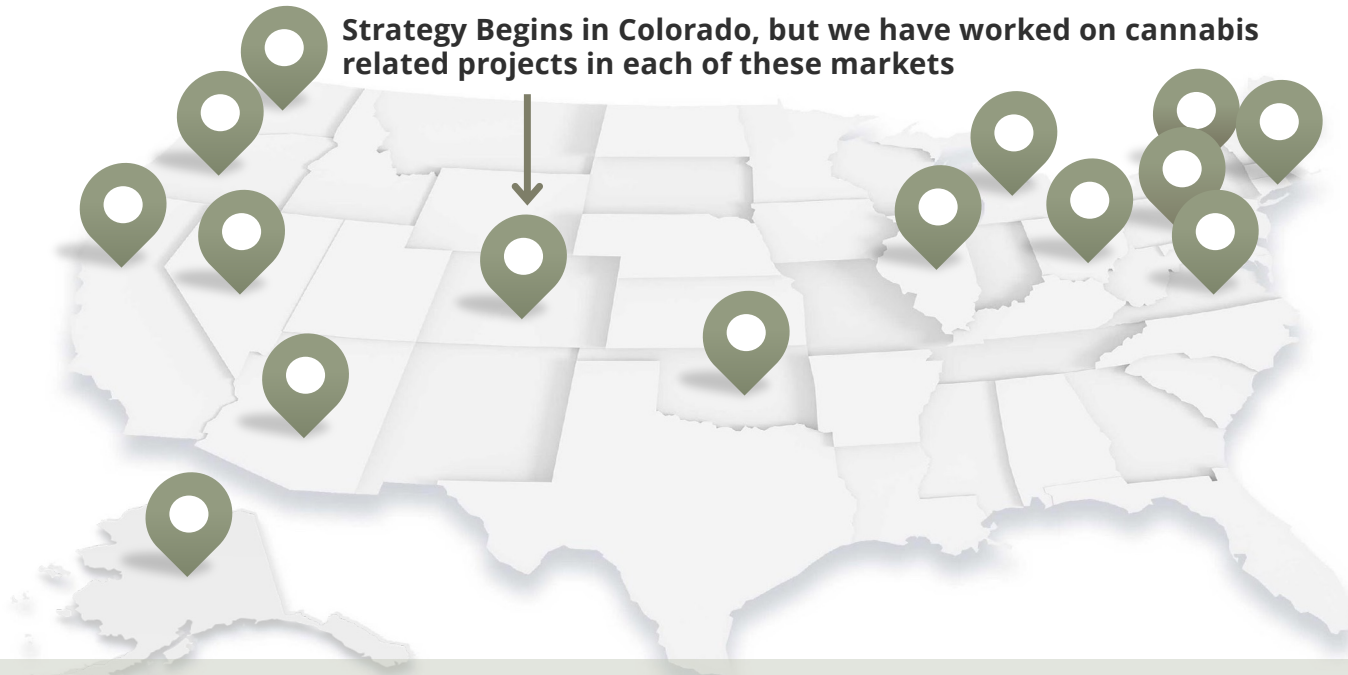 Strategy Begins in Colorado, but we have worked on cannabis
related projects in each of these markets